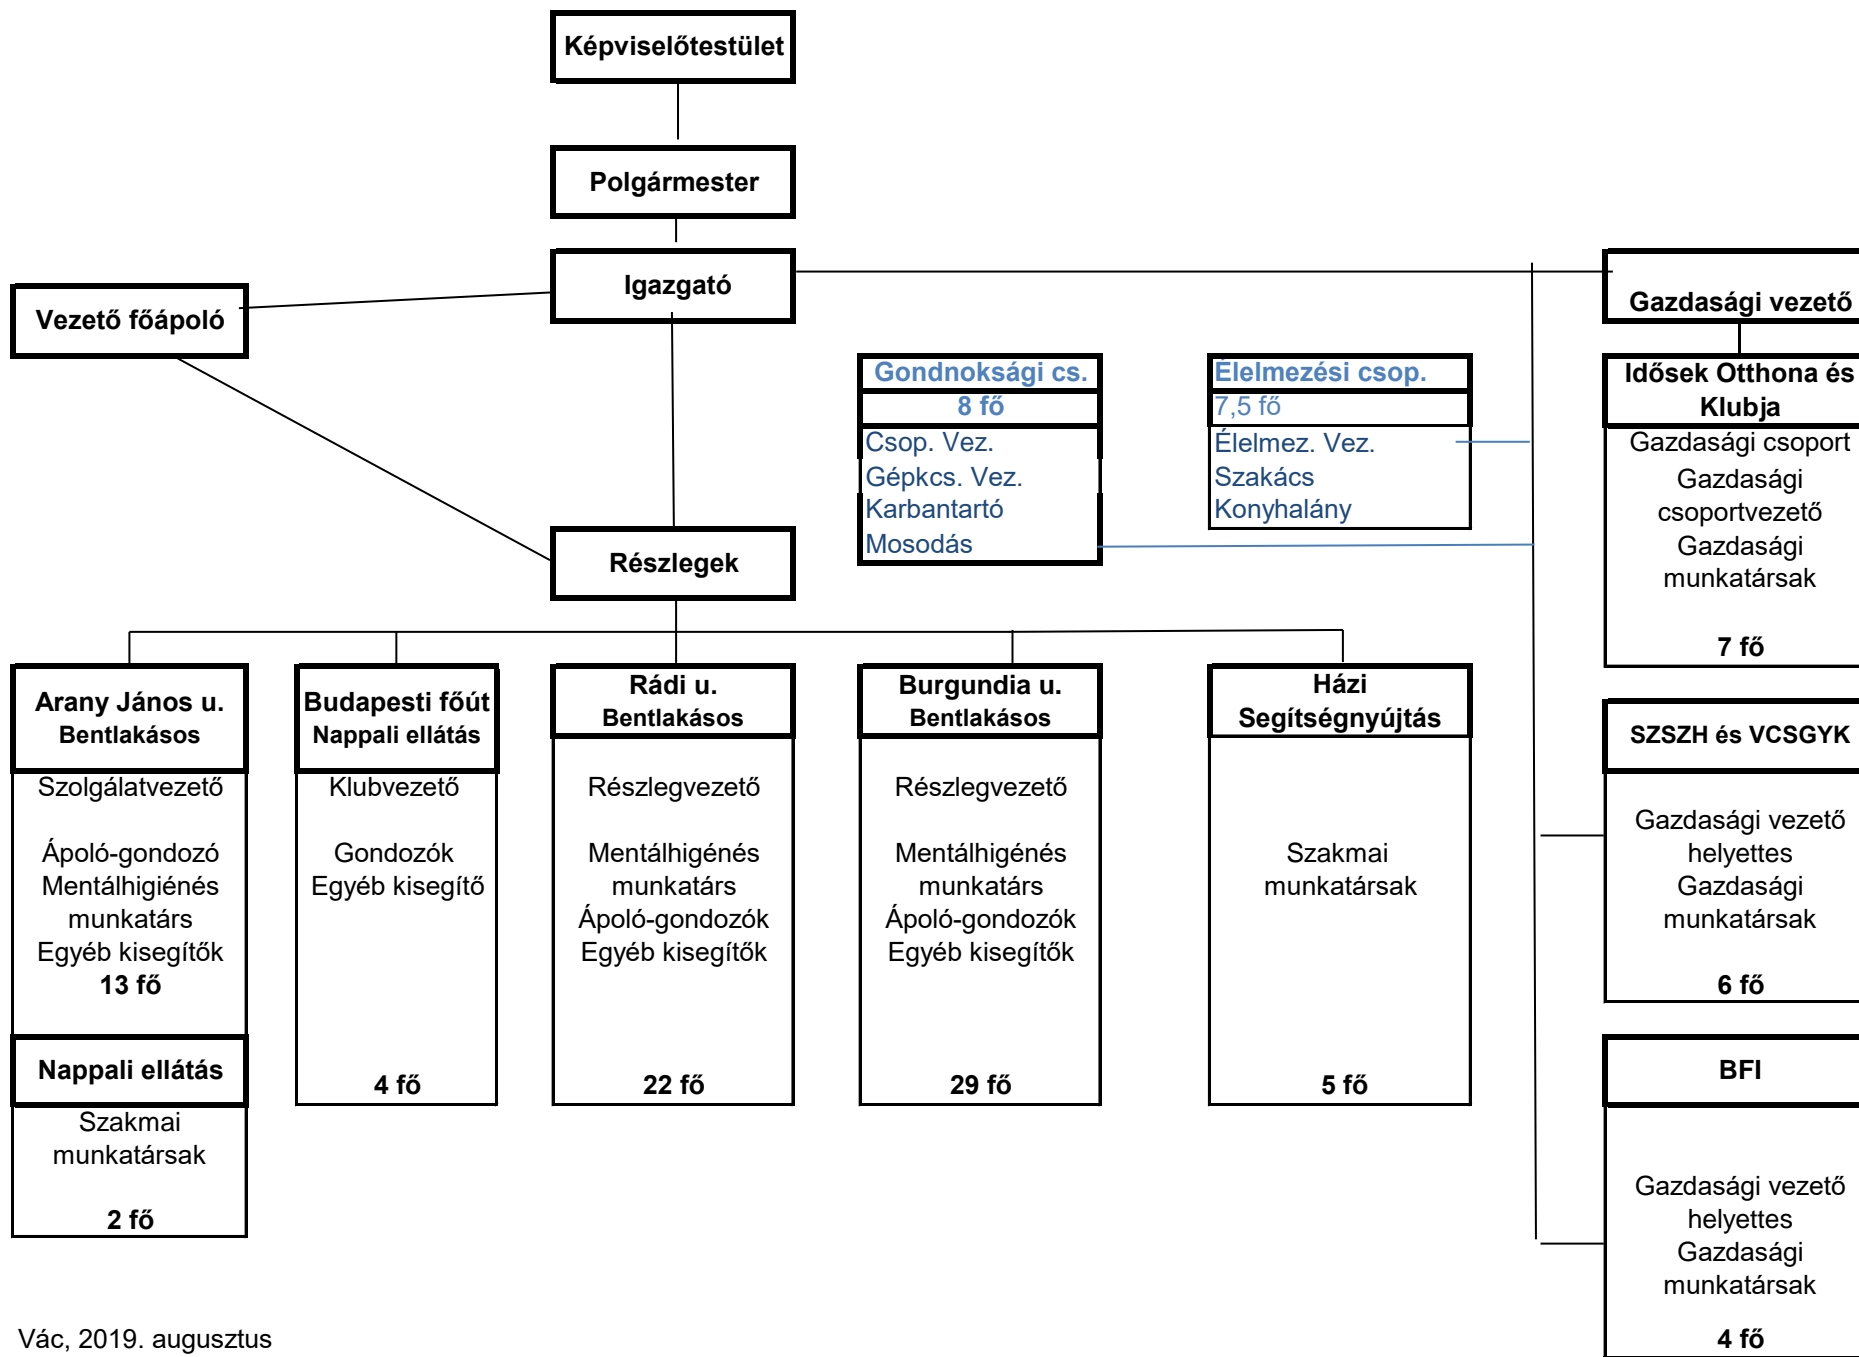 Képviselőtestület
Polgármester
Igazgató
Vezető főápoló
Gazdasági vezető
Gondnoksági cs.
8 fő
Csop. Vez.
Gépkcs. Vez.
Karbantartó
Mosodás
Élelmezési csop.
7,5 fő
Élelmez. Vez.
Szakács
Konyhalány
Idősek Otthona és
Klubja
Gazdasági csoport
Gazdasági
csoportvezető
Gazdasági
munkatársak
7 fő
Részlegek
Arany János u.
Bentlakásos
Szolgálatvezető
Ápoló-gondozó
Mentálhigiénés
munkatárs
Egyéb kisegítők
13 fő
Nappali ellátás
Szakmai
munkatársak
2 fő
Budapesti főút
Nappali ellátás
Klubvezető
Gondozók
Egyéb kisegítő
4 fő
Rádi u.
Bentlakásos
Részlegvezető
Mentálhigénés
munkatárs
Ápoló-gondozók
Egyéb kisegítők
22 fő
Burgundia u.
Bentlakásos
Részlegvezető
Mentálhigénés
munkatárs
Ápoló-gondozók
Egyéb kisegítők
29 fő
Házi
Segítségnyújtás
Szakmai
munkatársak
5 fő
SZSZH és VCSGYK
Gazdasági vezető
helyettes
Gazdasági
munkatársak
6 fő
BFI
Gazdasági vezető
helyettes
Gazdasági
munkatársak
4 fő
Vác, 2019. augusztus